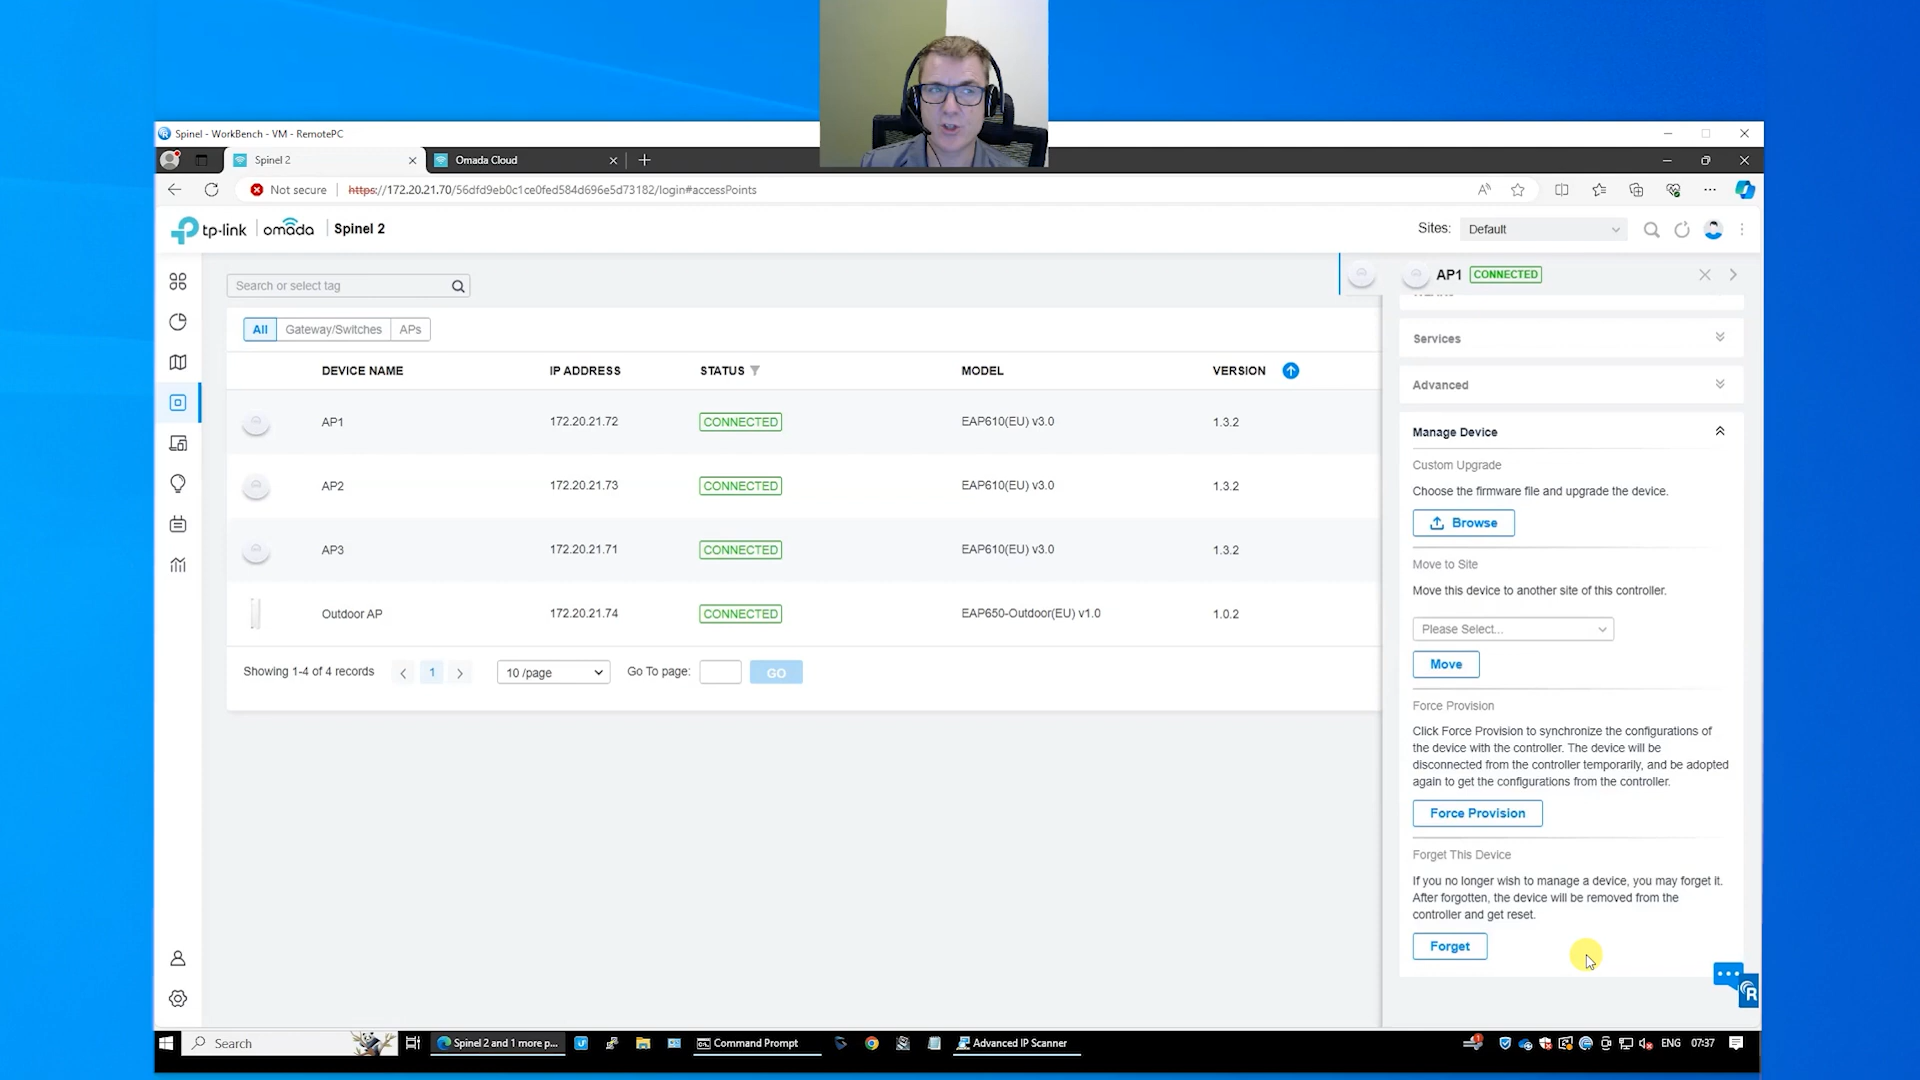 Spinel - WorkBench - VM - RemotePC
Spinel 2
Omada Cloud
Not secure
https://172.20.21.70/56dfd9eb0c1ce0fed584d696e5d73182/login#accessPoints
tp-link
omada
Spinel 2
Sites:
Default
Search or select tag
All
Gateway/Switches
APs
DEVICE NAME IP ADDRESS STATUS MODEL VERSION
AP1 172.20.21.72 CONNECTED EAP610(EU) v3.0 1.3.2
AP2 172.20.21.73 CONNECTED EAP610(EU) v3.0 1.3.2
AP3 172.20.21.71 CONNECTED EAP610(EU) v3.0 1.3.2
Outdoor AP 172.20.21.74 CONNECTED EAP650-Outdoor(EU) v1.0 1.0.2
Showing 1-4 of 4 records
1
10 /page
Go To page:
GO
AP1 CONNECTED
Services
Advanced
Manage Device
Custom Upgrade
Choose the firmware file and upgrade the device.
Browse
Move to Site
Move this device to another site of this controller.
Please Select...
Move
Force Provision
Click Force Provision to synchronize the configurations of
the device with the controller. The device will be
disconnected from the controller temporarily, and be adopted
again to get the configurations from the controller.
Force Provision
Forget This Device
If you no longer wish to manage a device, you may forget it.
After forgotten, the device will be removed from the
controller and get reset.
Forget
Search
Spinel 2 and 1 more p...
Command Prompt
Advanced IP Scanner
ENG
07:37